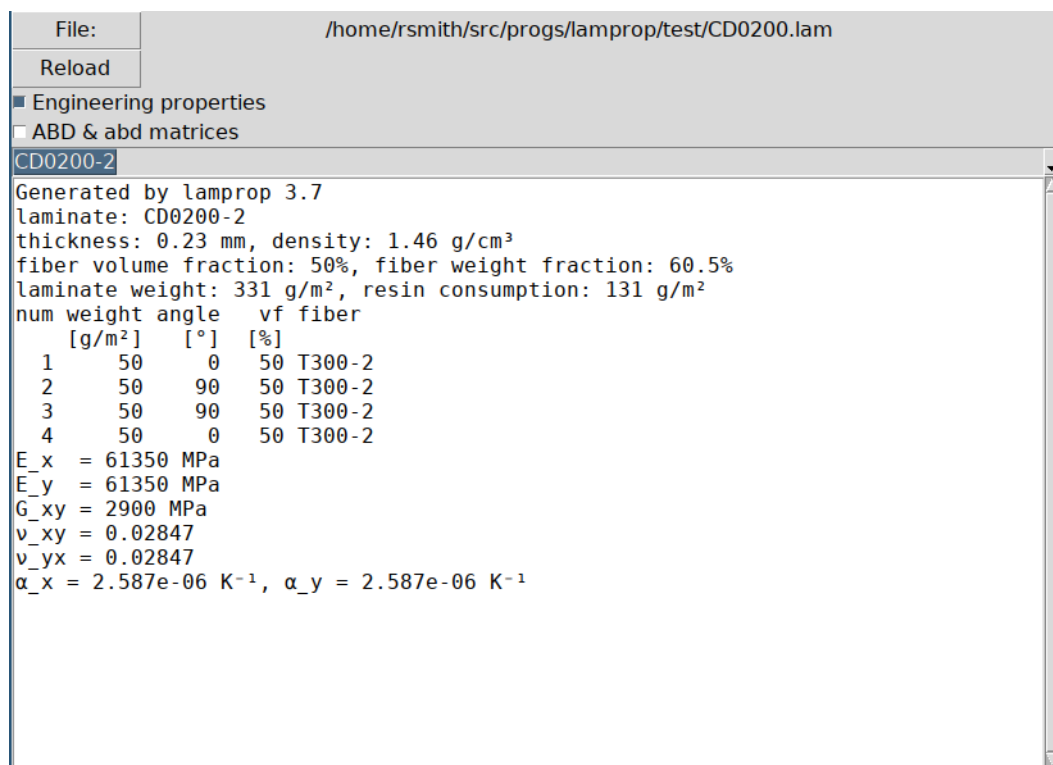 File: /home/rsmith/src/progs/lamprop/test/CD0200.lam
Reload
Engineering properties
ABD & abd matrices
CD0200-2
Generated by lamprop 3.7
laminate: CD0200-2
thickness: 0.23 mm, density: 1.46 g/cm³
fiber volume fraction: 50%, fiber weight fraction: 60.5%
laminate weight: 331 g/m², resin consumption: 131 g/m²
num weight angle   vf fiber
    [g/m²]   [°]  [%]
  1     50     0   50 T300-2
  2     50    90   50 T300-2
  3     50    90   50 T300-2
  4     50     0   50 T300-2
E_x  = 61350 MPa
E_y  = 61350 MPa
G_xy = 2900 MPa
ν_xy = 0.02847
ν_yx = 0.02847
α_x = 2.587e-06 K⁻¹, α_y = 2.587e-06 K⁻¹